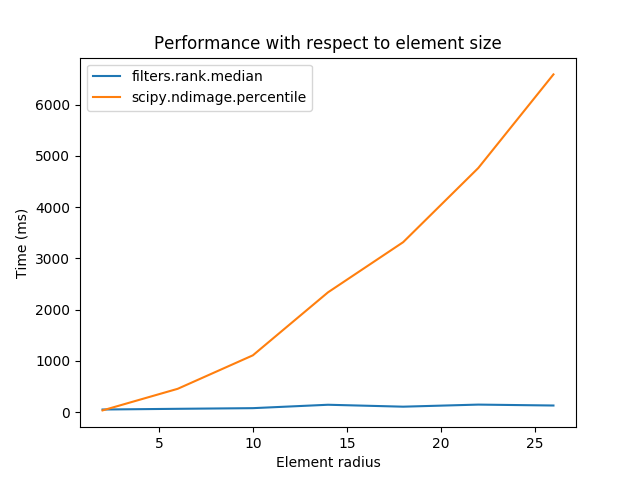 Performance with respect to element size
filters.rank.median
scipy.ndimage.percentile
Time (ms)
6000
5000
4000
3000
2000
1000
0
5
10
15
20
25
Element radius